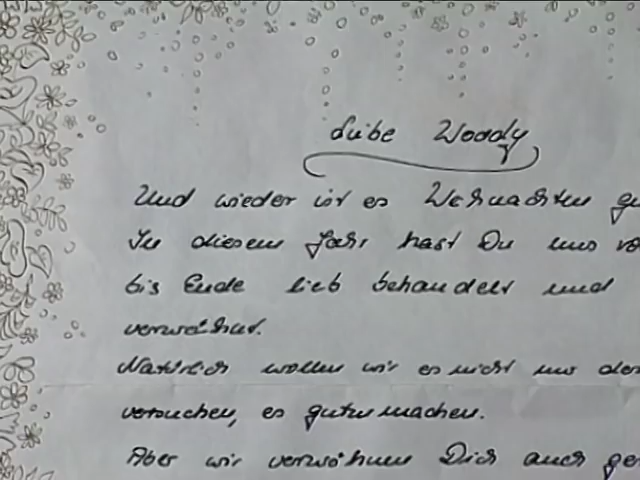 Liebe Woody
Und wieder ist es Weihnachten
In diesem Jahr hast Du uns
bis Ende lieb behandelt und
verwöhnt.
Natürlich wollen wir es nicht nur
versuchen, es gutzumachen.
Aber wir verwöhnen Dich auch